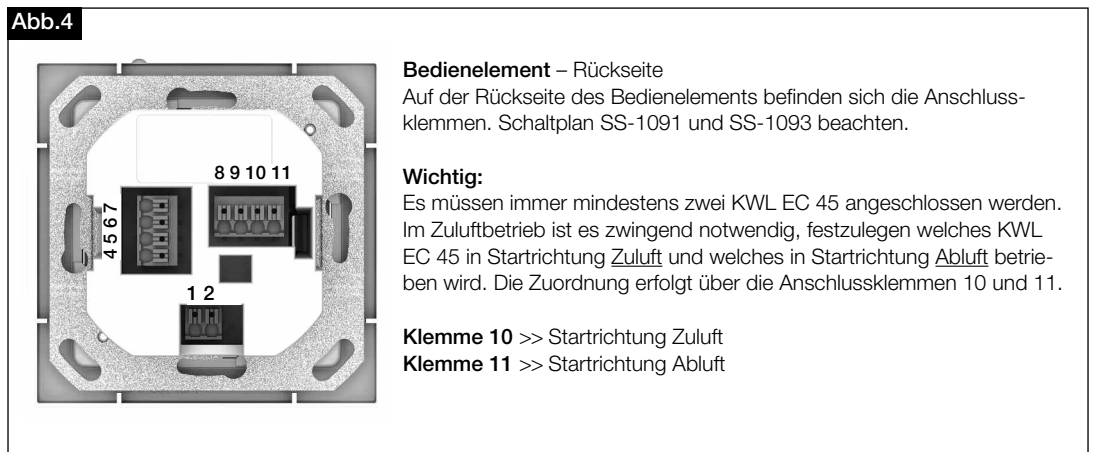 Abb.4
Bedienelement – Rückseite
Auf der Rückseite des Bedienelements befinden sich die Anschluss-
klemmen. Schaltplan SS-1091 und SS-1093 beachten.
Wichtig:
Es müssen immer mindestens zwei KWL EC 45 angeschlossen werden.
Im Zuluftbetrieb ist es zwingend notwendig, festzulegen welches KWL
EC 45 in Startrichtung Zuluft und welches in Startrichtung Abluft betrie-
ben wird. Die Zuordnung erfolgt über die Anschlussklemmen 10 und 11.
Klemme 10 >> Startrichtung Zuluft
Klemme 11 >> Startrichtung Abluft
8 9 10 11
4 5 6 7
1 2